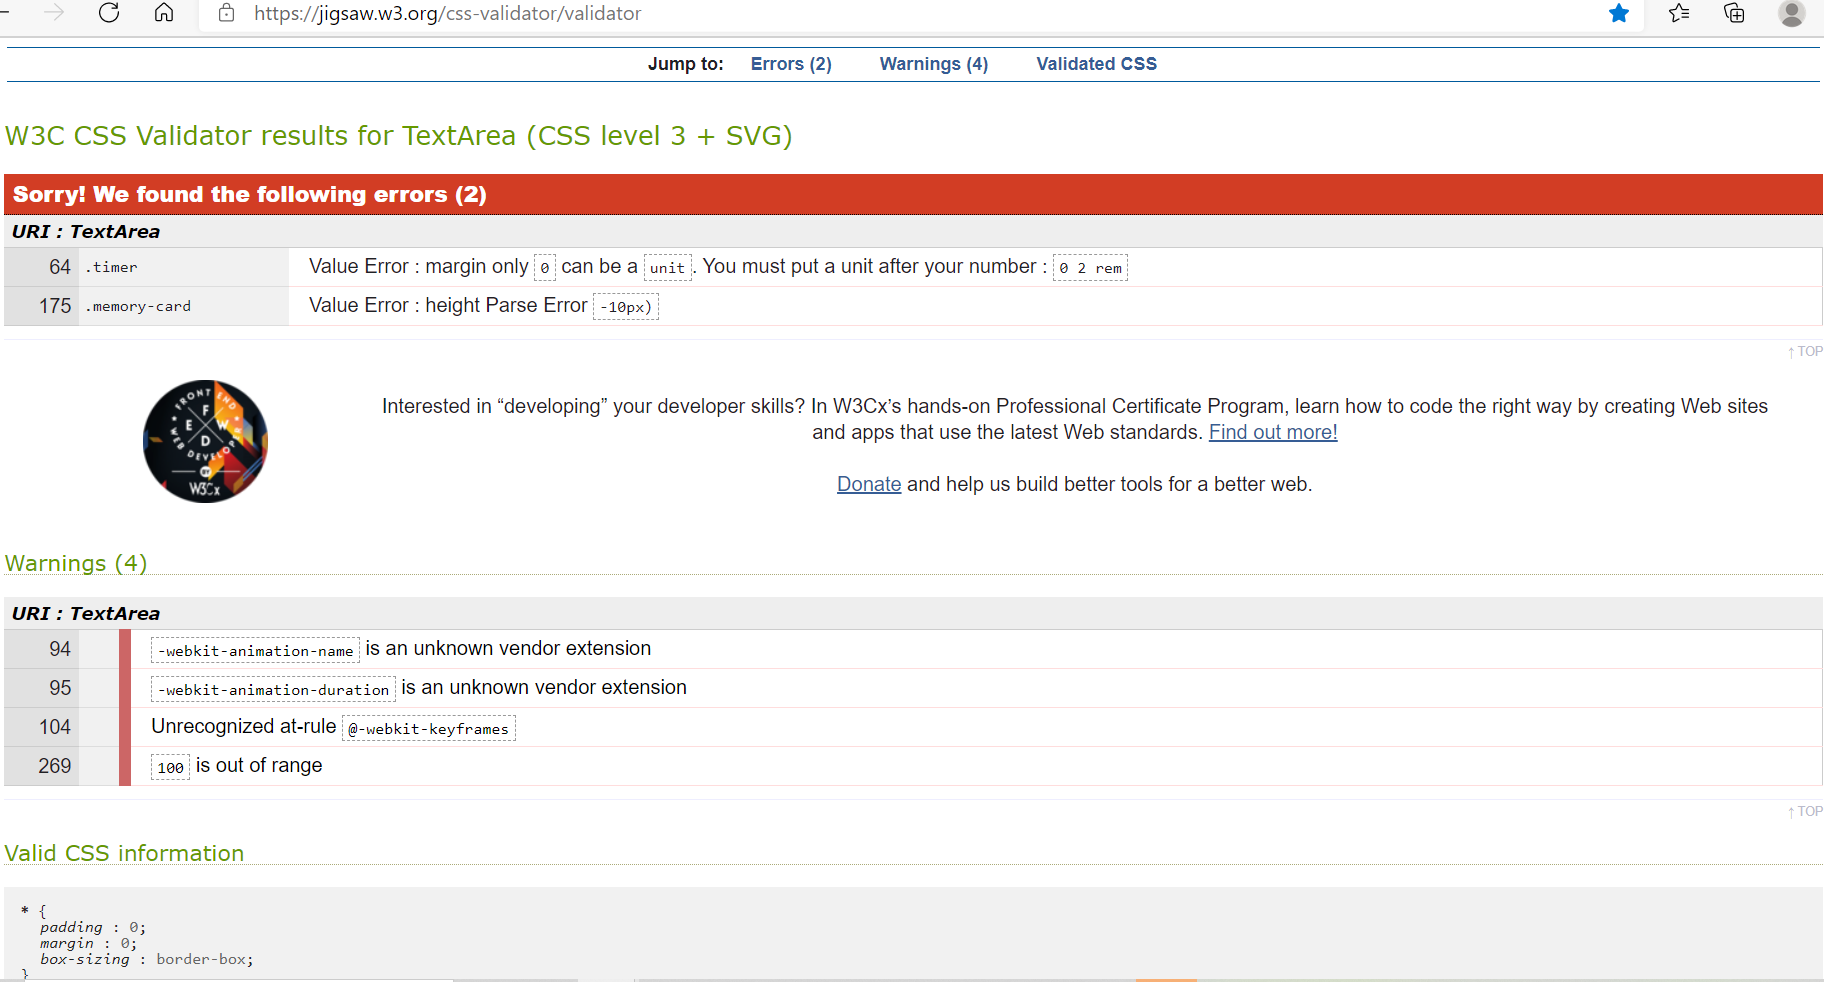 https://jigsaw.w3.org/css-validator/validator
Jump to: Errors (2) Warnings (4) Validated CSS
W3C CSS Validator results for TextArea (CSS level 3 + SVG)
Sorry! We found the following errors (2)
URI : TextArea
64 .timer Value Error : margin only 0 can be a unit. You must put a unit after your number : 0 2 rem
175 .memory-card Value Error : height Parse Error -10px)
↑ TOP
FRONT END
F
E W
D
WEB DEVELOPER
BY
W3Cx
Interested in “developing” your developer skills? In W3Cx’s hands-on Professional Certificate Program, learn how to code the right way by creating Web sites
and apps that use the latest Web standards. Find out more!
Donate and help us build better tools for a better web.
Warnings (4)
URI : TextArea
94 -webkit-animation-name is an unknown vendor extension
95 -webkit-animation-duration is an unknown vendor extension
104 Unrecognized at-rule @-webkit-keyframes
269 100 is out of range
↑ TOP
Valid CSS information
* {
padding : 0;
margin : 0;
box-sizing : border-box;
}